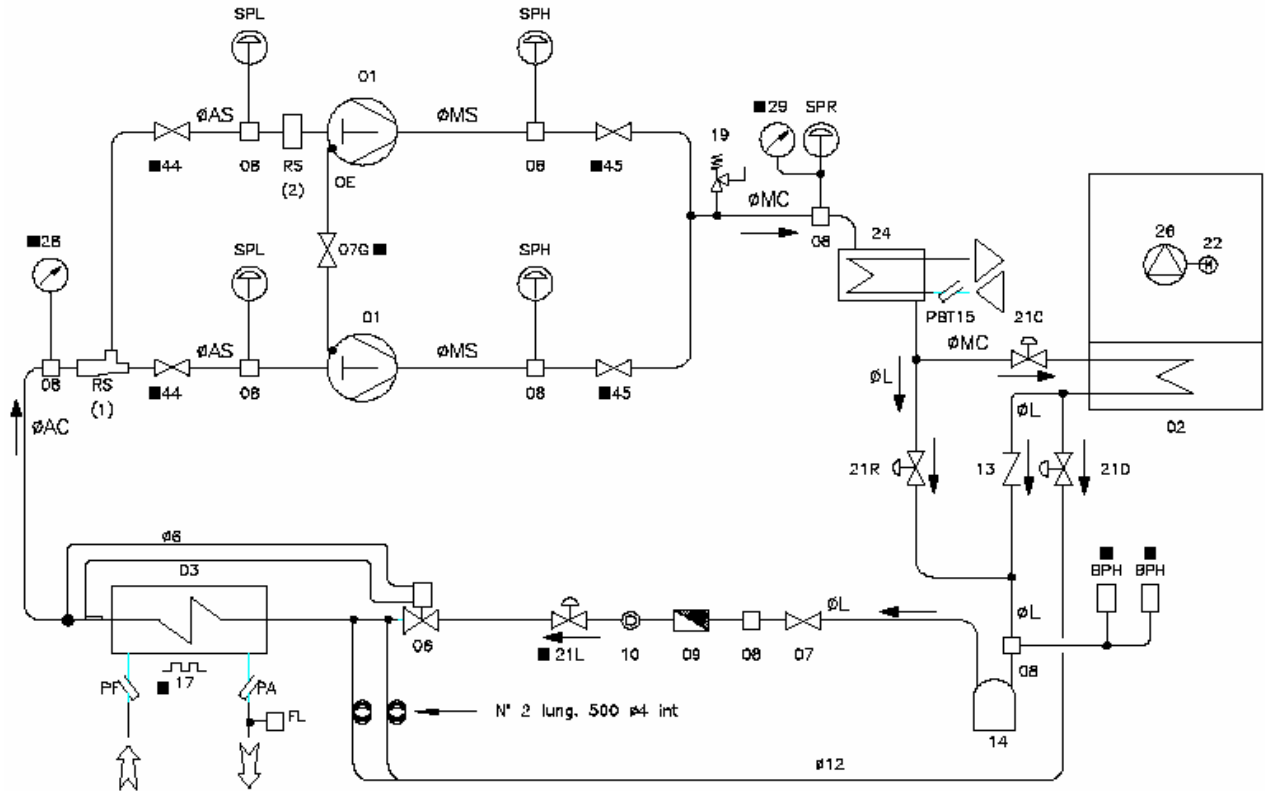 SPL
SPH
O1
■29
SPR
ØAS
ØMS
19
■44
08
RS
(2)
OE
08
■45
ØMC
08
24
26
22
■28
SPL
07G ■
SPH
O1
PBT15
21C
ØAS
ØMS
ØMC
08
RS
(1)
■44
08
08
■45
ØL
ØL
02
ØAC
21R
13
21D
Ø6
D3
■ ■
BPH BPH
ØL
ØL
06
■21L
10
09
08
07
08
PF
■ 17
PA
FL
N° 2 lung. 500 ø4 int
14
ø12